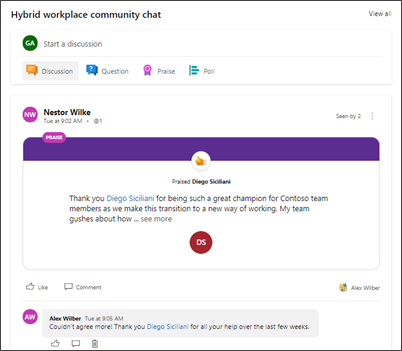 Hybrid workplace community chat
View all
GA
Start a discussion
Discussion
Question
Praise
Poll
NW
Nestor Wilke
Seen by 2
Tue at 9:02 AM • @1
PRAISE
Praised Diego Siciliani
Thank you Diego Siciliani for being such a great champion for Contoso team
members as we make this transition to a new way of working. My team
gushes about how ... see more
DS
Like
Comment
Alex Wilber
AW
Alex Wilber Tue at 9:05 AM
Couldn't agree more! Thank you Diego Siciliani for all your help over the last few weeks.